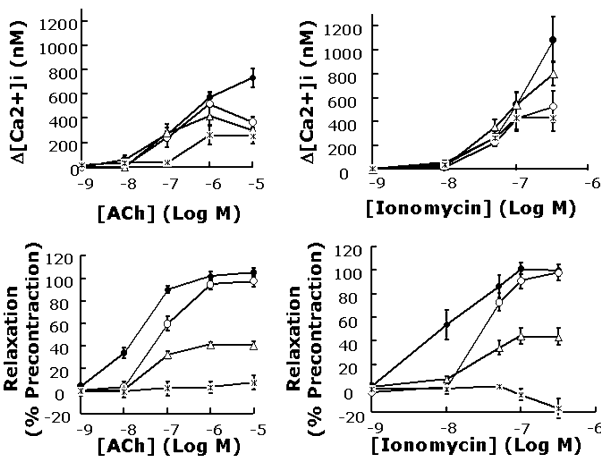 1200
1000
800
600
400
200
0
Δ[Ca2+]i (nM)
-9 -8 -7 -6 -5
[ACh] (Log M)
1200
1000
800
600
400
200
0
Δ[Ca2+]i (nM)
-9 -8 -7 -6
[Ionomycin] (Log M)
120
100
80
60
40
20
0
-20
Relaxation
(% Precontraction)
-9 -8 -7 -6 -5
[ACh] (Log M)
120
100
80
60
40
20
0
-20
Relaxation
(% Precontraction)
-9 -8 -7 -6
[Ionomycin] (Log M)